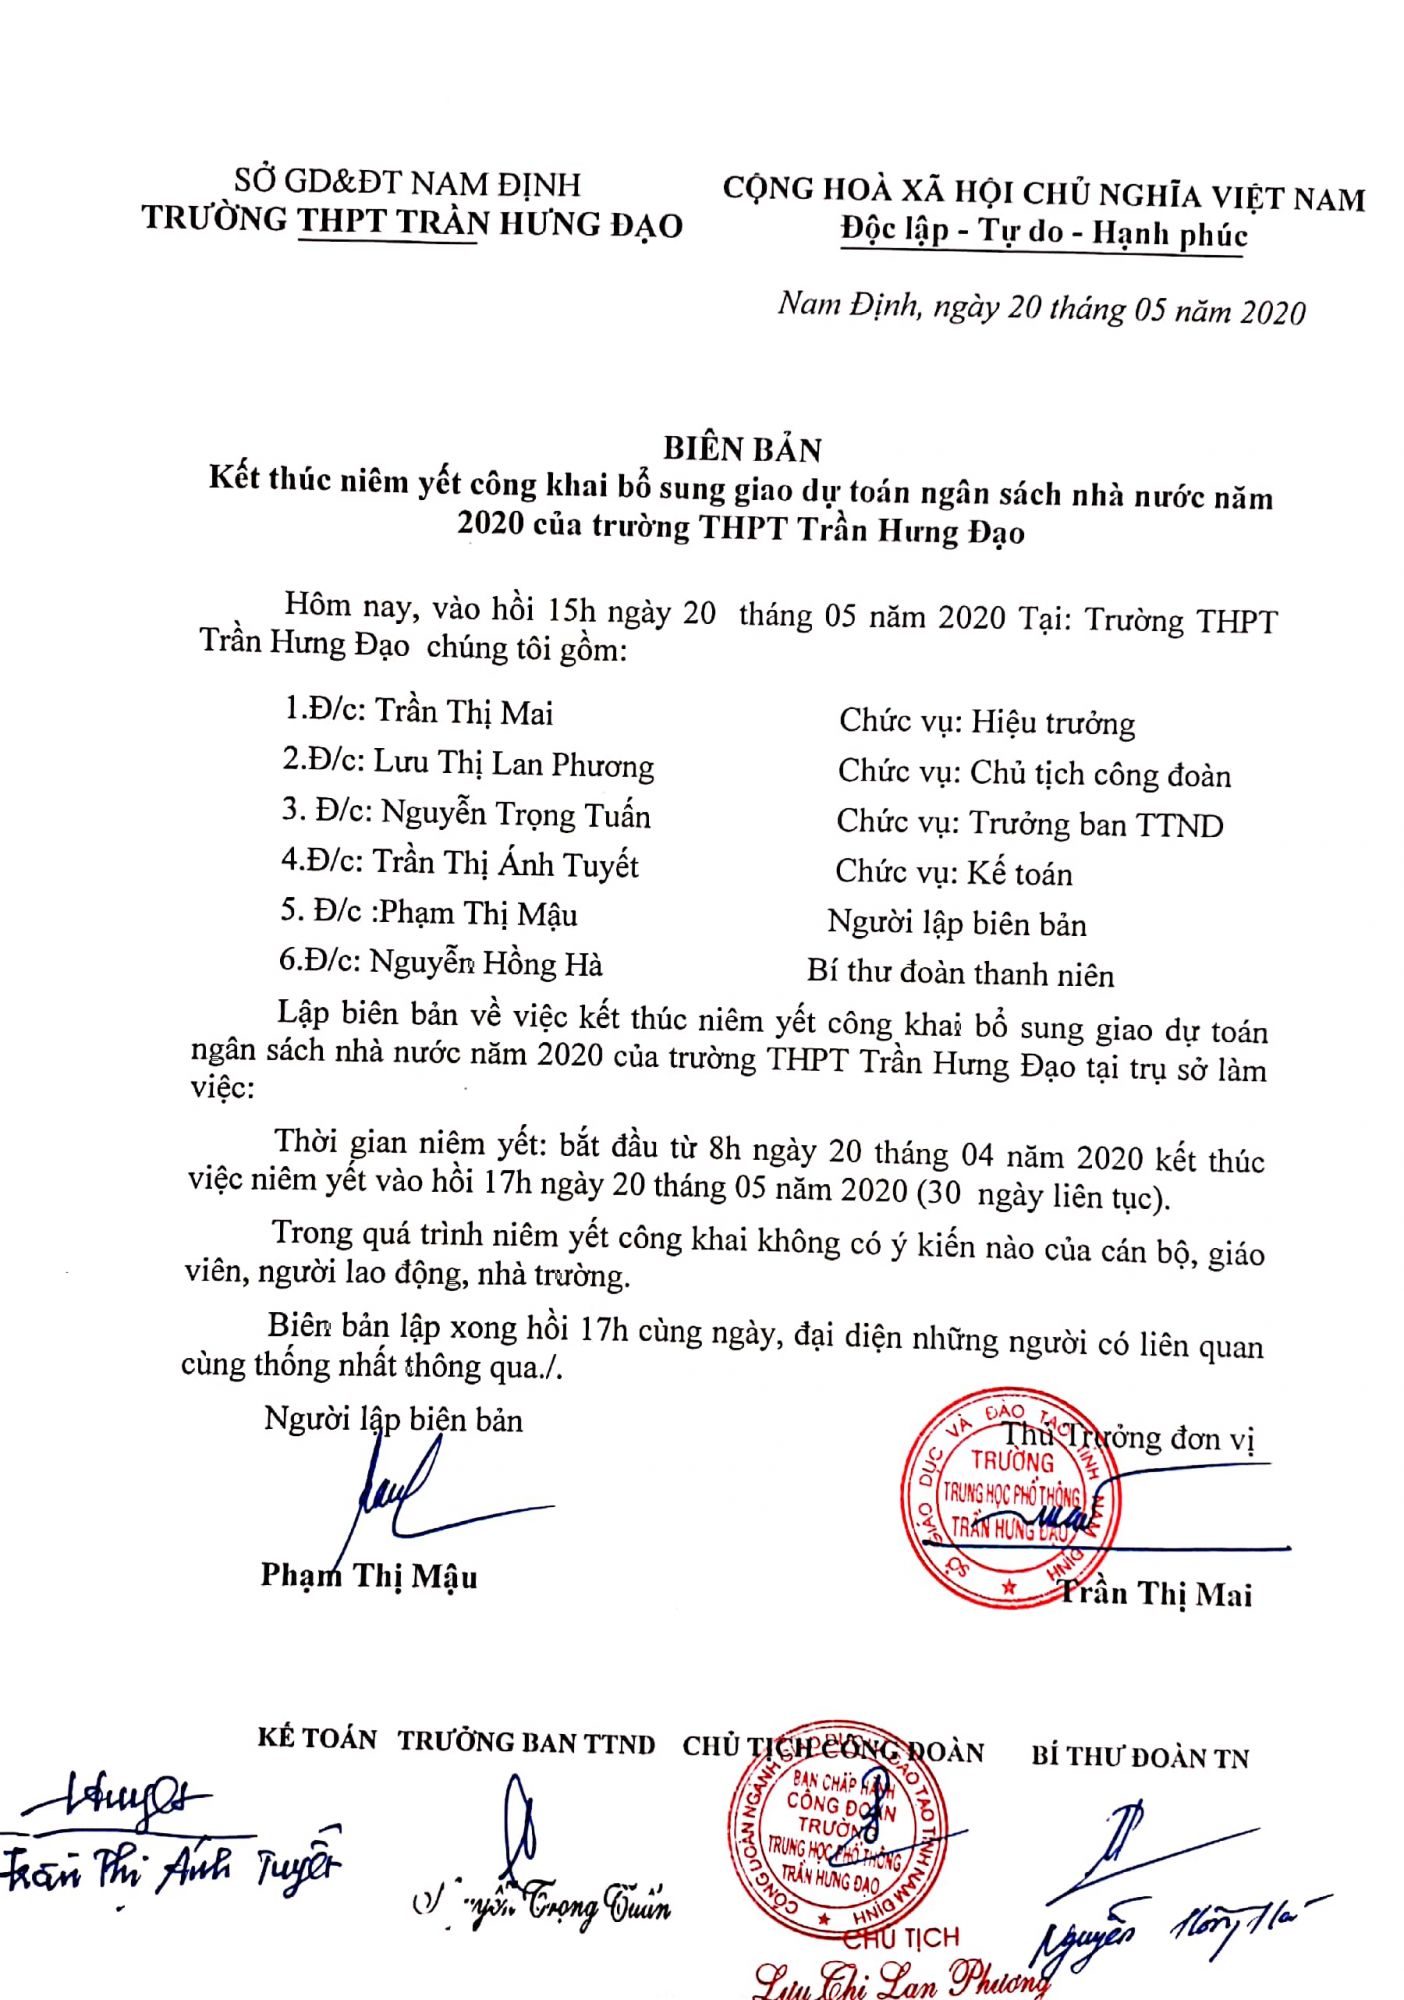 SỞ GD&ĐT NAM ĐỊNH
TRƯỜNG THPT TRẦN HƯNG ĐẠO
CỘNG HOÀ XÃ HỘI CHỦ NGHĨA VIỆT NAM
Độc lập - Tự do - Hạnh phúc
Nam Định, ngày 20 tháng 05 năm 2020
BIÊN BẢN
Kết thúc niêm yết công khai bổ sung giao dự toán ngân sách nhà nước năm
2020 của trường THPT Trần Hưng Đạo
Hôm nay, vào hồi 15h ngày 20 tháng 05 năm 2020 Tại: Trường THPT
Trần Hưng Đạo chúng tôi gồm:
1.Đ/c: Trần Thị Mai Chức vụ: Hiệu trưởng
2.Đ/c: Lưu Thị Lan Phương Chức vụ: Chủ tịch công đoàn
3. Đ/c: Nguyễn Trọng Tuấn Chức vụ: Trưởng ban TTND
4.Đ/c: Trần Thị Ánh Tuyết Chức vụ: Kế toán
5. Đ/c :Phạm Thị Mậu Người lập biên bản
6.Đ/c: Nguyễn Hồng Hà Bí thư đoàn thanh niên
Lập biên bản về việc kết thúc niêm yết công khai bổ sung giao dự toán
ngân sách nhà nước năm 2020 của trường THPT Trần Hưng Đạo tại trụ sở làm
việc:
Thời gian niêm yết: bắt đầu từ 8h ngày 20 tháng 04 năm 2020 kết thúc
việc niêm yết vào hồi 17h ngày 20 tháng 05 năm 2020 (30 ngày liên tục).
Trong quá trình niêm yết công khai không có ý kiến nào của cán bộ, giáo
viên, người lao động, nhà trường.
Biên bản lập xong hồi 17h cùng ngày, đại diện những người có liên quan
cùng thống nhất thông qua./.
Người lập biên bản
Thủ Trưởng đơn vị
SỞ GIÁO DỤC VÀ ĐÀO TẠO TỈNH NAM ĐỊNH
TRƯỜNG
TRUNG HỌC PHỔ THÔNG
TRẦN HƯNG ĐẠO
Phạm Thị Mậu
Trần Thị Mai
KẾ TOÁN TRƯỞNG BAN TTND CHỦ TỊCH CÔNG ĐOÀN BÍ THƯ ĐOÀN TN
CÔNG ĐOÀN NGÀNH GIÁO DỤC VÀ ĐÀO TẠO TỈNH NAM ĐỊNH
BAN CHẤP HÀNH
CÔNG ĐOÀN
TRƯỜNG
TRUNG HỌC PHỔ THÔNG
TRẦN HƯNG ĐẠO
Trần Thị Ánh Tuyết
Trọng Tuấn
CHỦ TỊCH
Lưu Thị Lan Phương
Nguyễn Hồng Hà